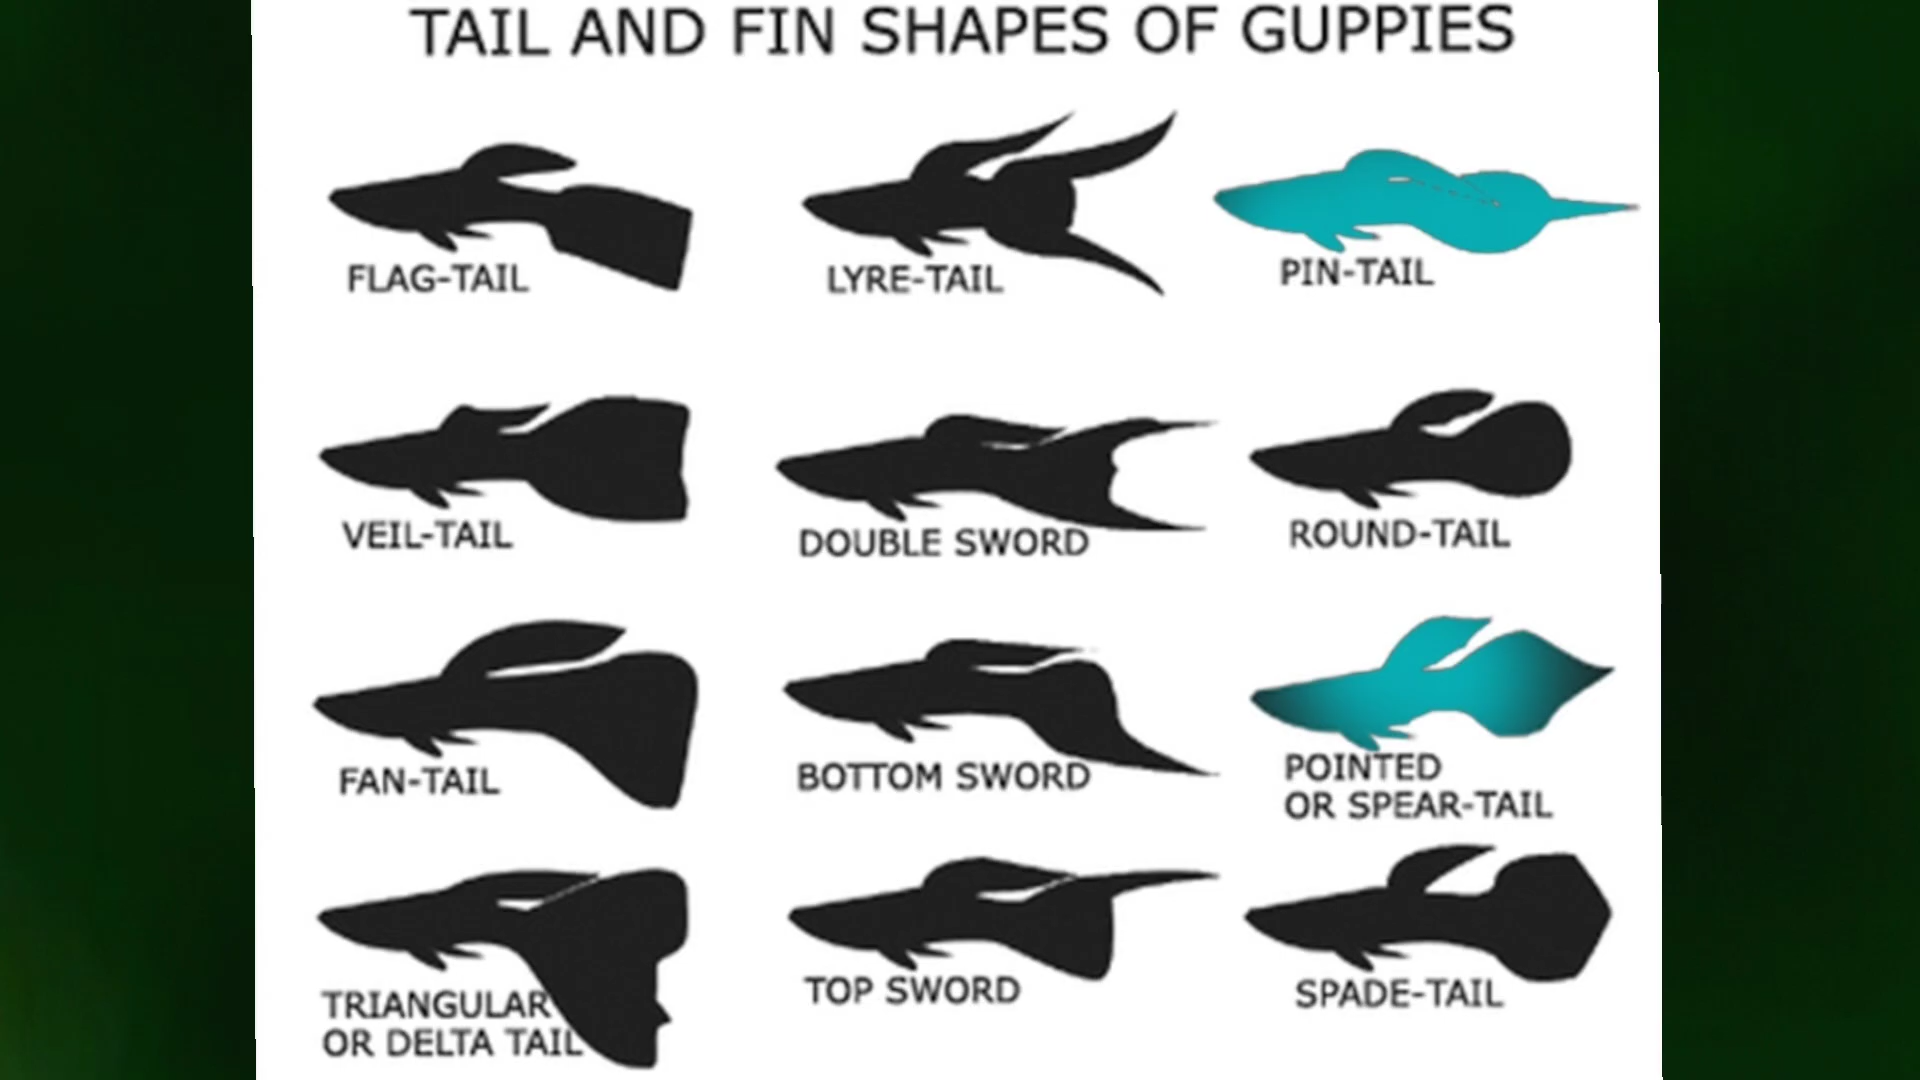 TAIL AND FIN SHAPES OF GUPPIES
FLAG-TAIL
LYRE-TAIL
PIN-TAIL
VEIL-TAIL
DOUBLE SWORD
ROUND-TAIL
FAN-TAIL
BOTTOM SWORD
POINTED
OR SPEAR-TAIL
TRIANGULAR
OR DELTA TAIL
TOP SWORD
SPADE-TAIL